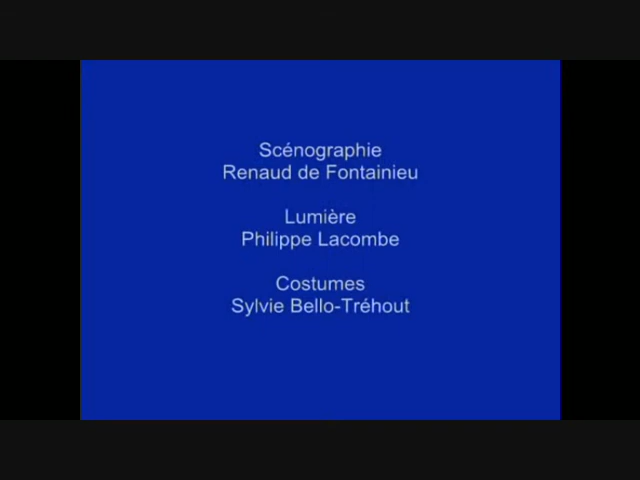 Scénographie
Renaud de Fontainieu
Lumière
Philippe Lacombe
Costumes
Sylvie Bello-Tréhout